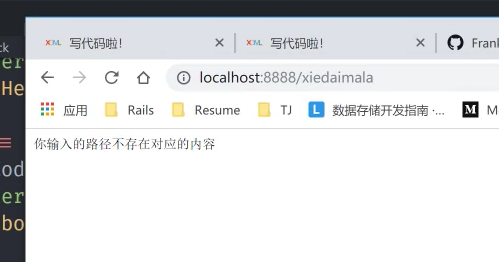 XDML 写代码啦! XDML 写代码啦! Frank
localhost:8888/xiedaimala
应用 Rails Resume TJ L 数据存储开发指南 ·... M M
你输入的路径不存在对应的内容
ck
er
He
od
er
bo